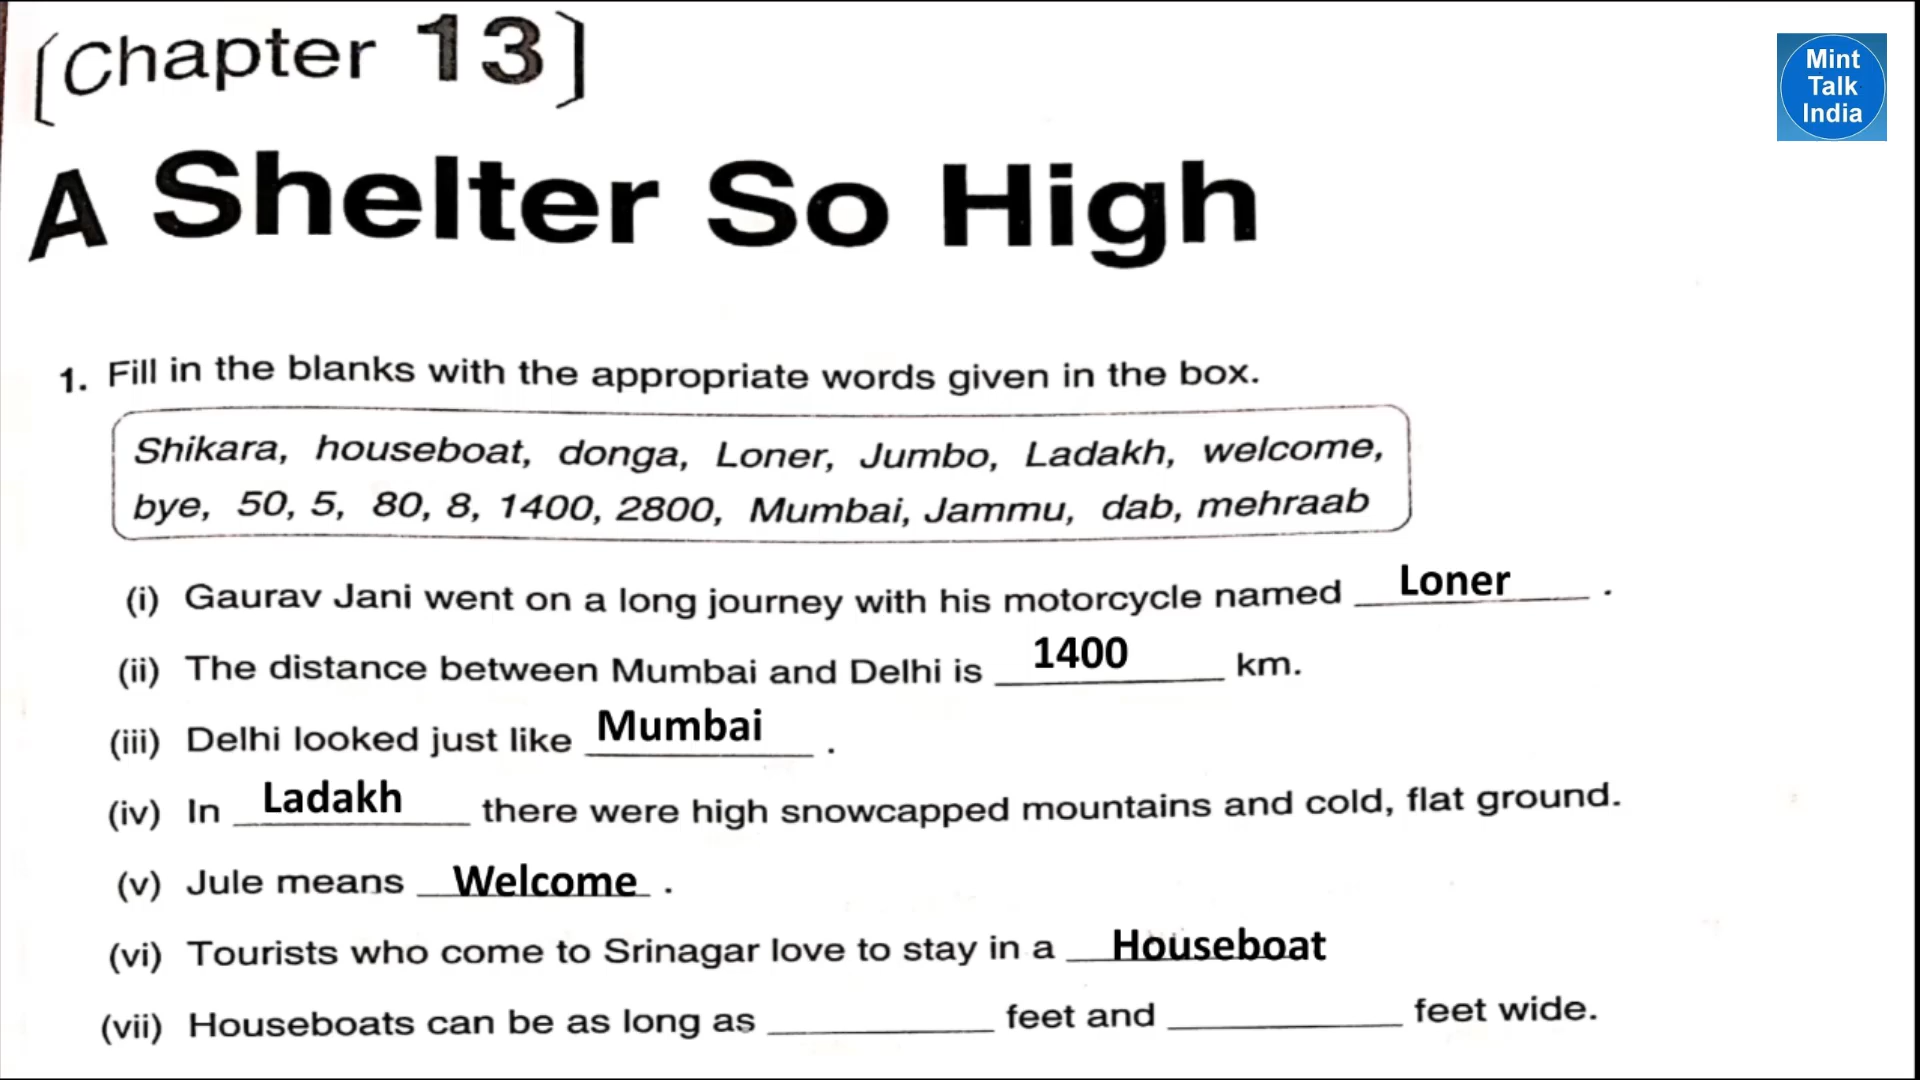 [Chapter 13]
Mint
Talk
India
A Shelter So High
1. Fill in the blanks with the appropriate words given in the box.
Shikara, houseboat, donga, Loner, Jumbo, Ladakh, welcome,
bye, 50, 5, 80, 8, 1400, 2800, Mumbai, Jammu, dab, mehraab
(i) Gaurav Jani went on a long journey with his motorcycle named Loner .
(ii) The distance between Mumbai and Delhi is 1400 km.
(iii) Delhi looked just like Mumbai .
(iv) In Ladakh there were high snowcapped mountains and cold, flat ground.
(v) Jule means Welcome .
(vi) Tourists who come to Srinagar love to stay in a Houseboat
(vii) Houseboats can be as long as ____________ feet and ____________ feet wide.